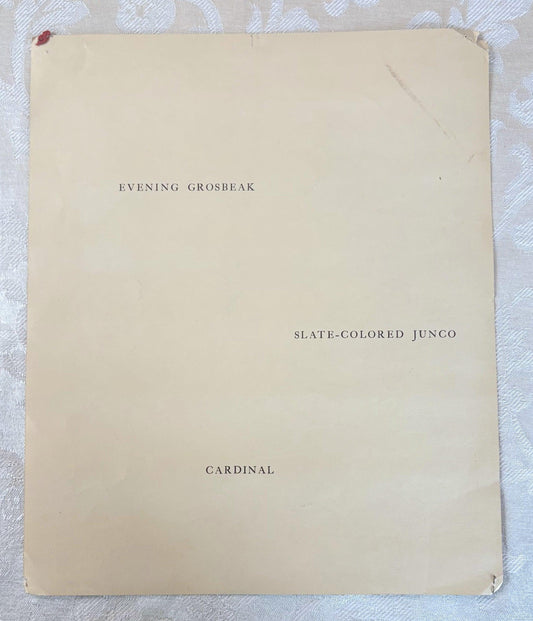 EVENING GROSBEAK
SLATE-COLORED JUNCO
CARDINAL